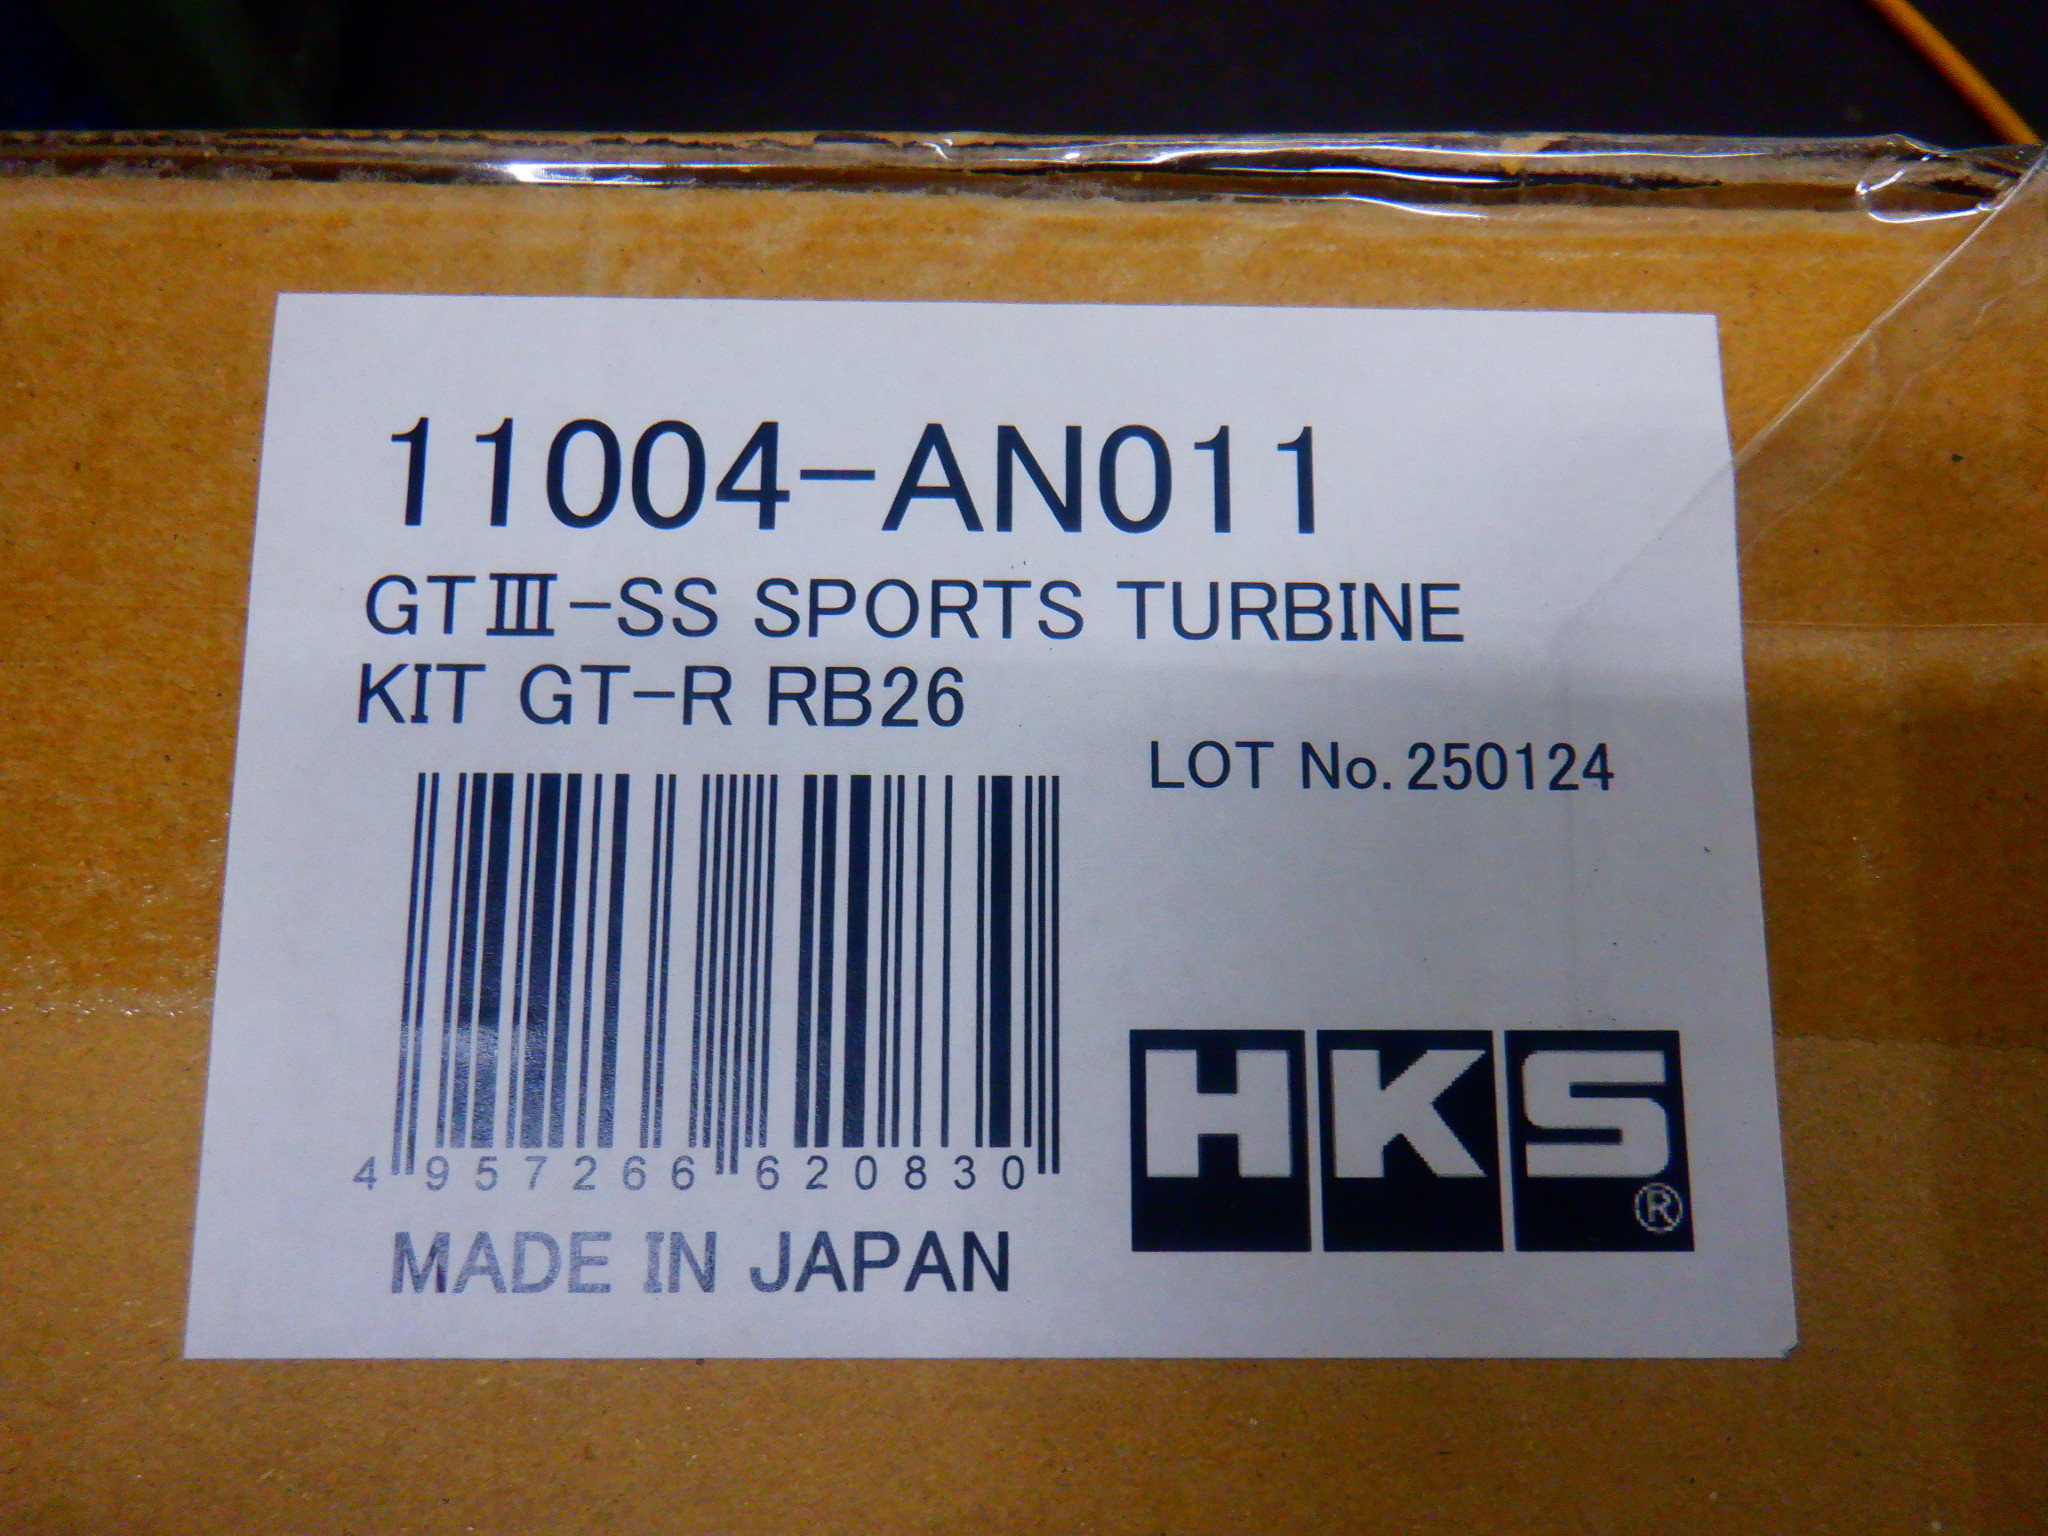 11004-AN011
GTⅢ-SS SPORTS TURBINE
KIT GT-R RB26
LOT No. 250124
4 957266 620830
MADE IN JAPAN
HKS®